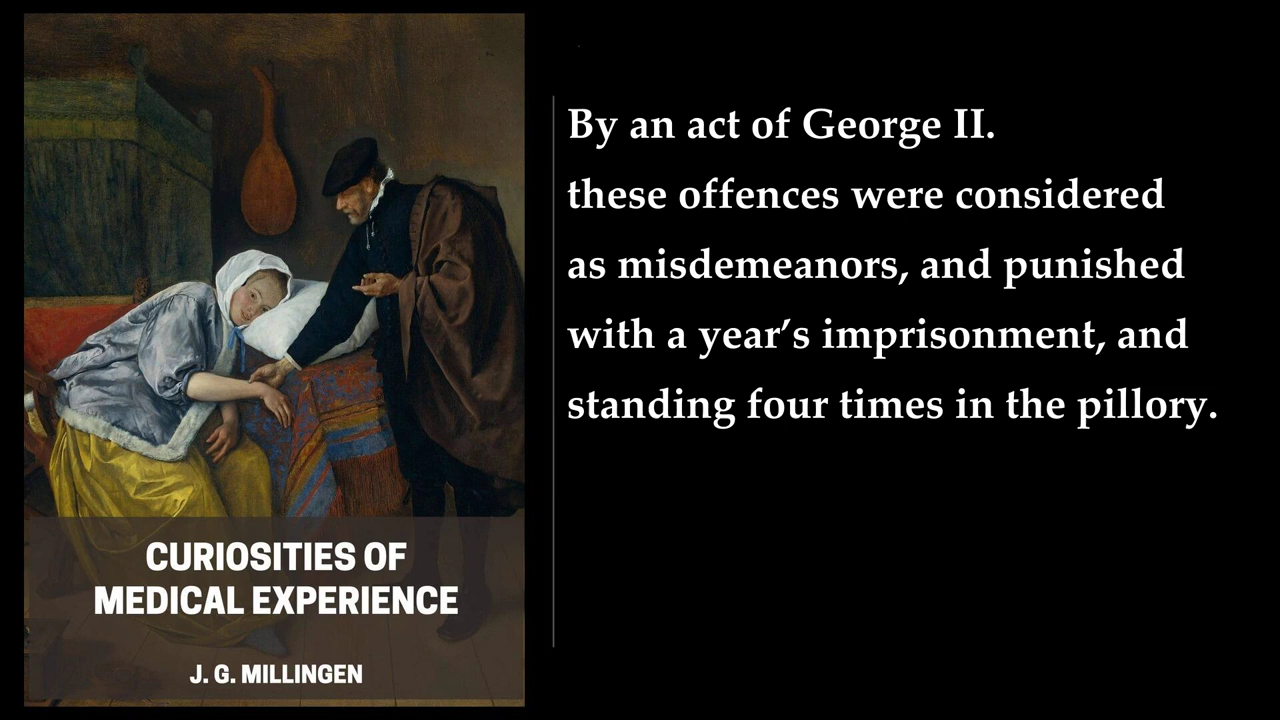 By an act of George II.
these offences were considered
as misdemeanors, and punished
with a year’s imprisonment, and
standing four times in the pillory.
CURIOSITIES OF
MEDICAL EXPERIENCE
J. G. MILLINGEN